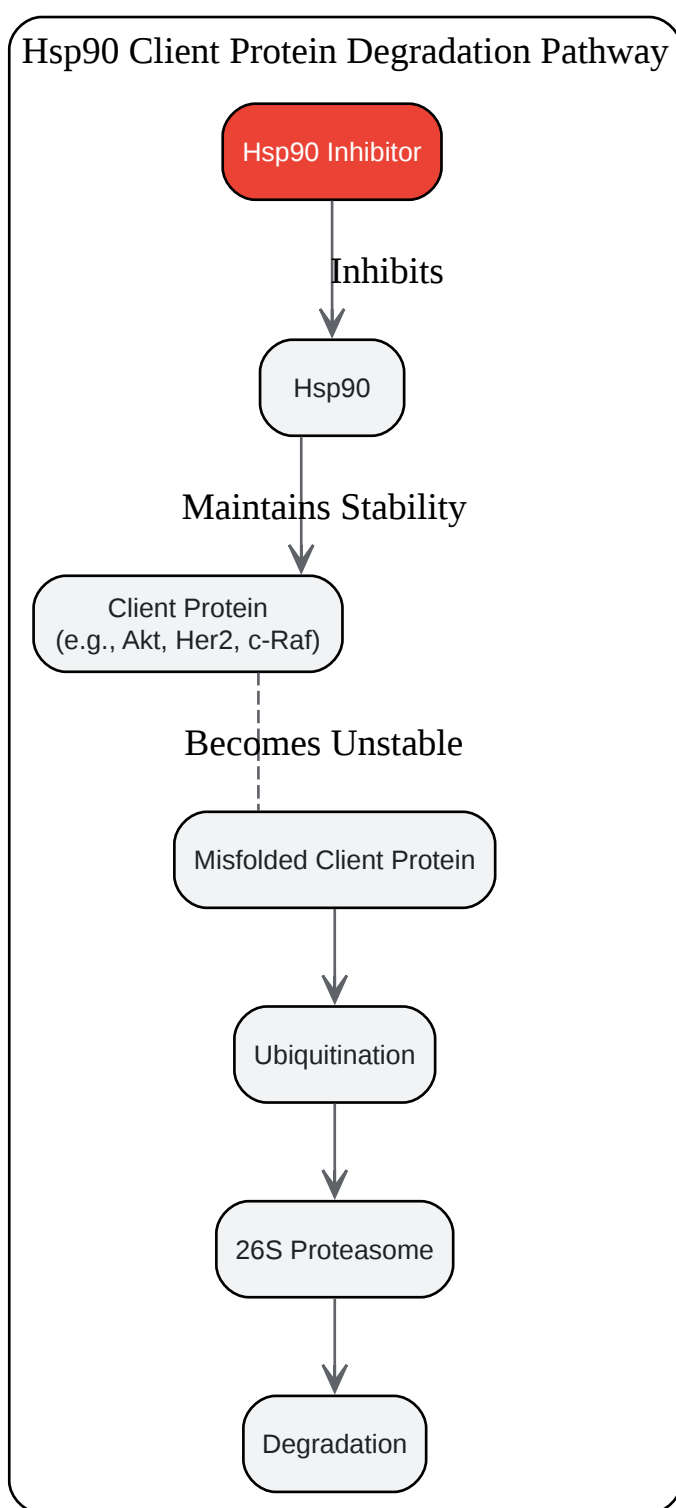 Hsp90 Client Protein Degradation Pathway
Hsp90 Inhibitor
Inhibits
Hsp90
Maintains Stability
Client Protein
(e.g., Akt, Her2, c-Raf)
Becomes Unstable
Misfolded Client Protein
Ubiquitination
26S Proteasome
Degradation